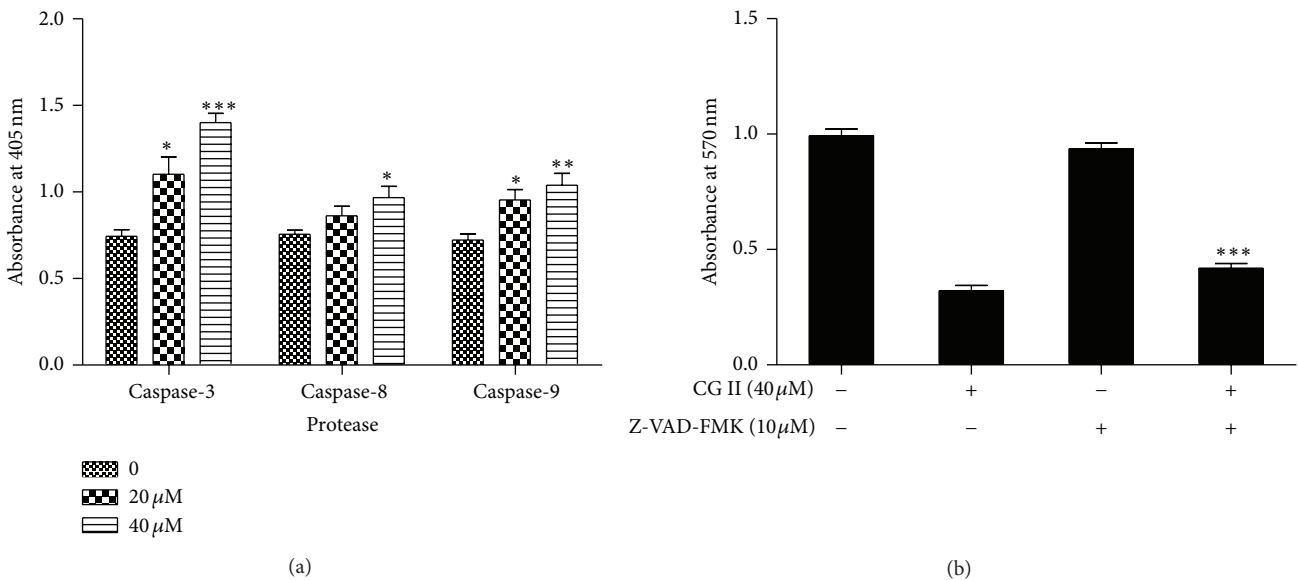 2.0
1.5
1.0
0.5
0.0
Absorbance at 405 nm
*
***
*
*
**
Caspase-3 Caspase-8 Caspase-9
Protease
0
20 μM
40 μM
(a)
1.5
1.0
0.5
0.0
Absorbance at 570 nm
***
CG II (40 μM) − + − +
Z-VAD-FMK (10 μM) − − + +
(b)